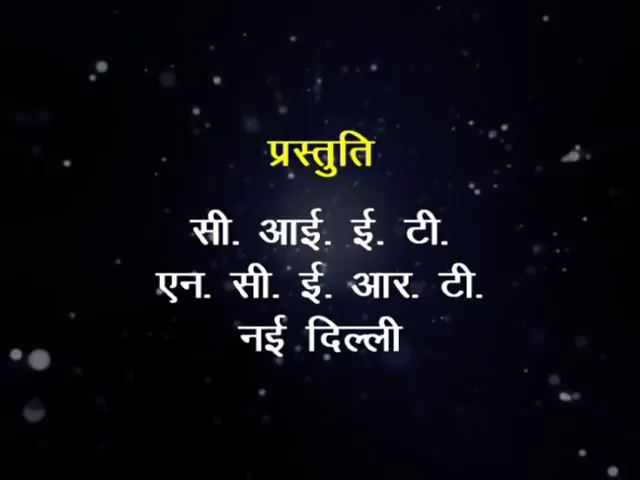 प्रस्तुति
सी. आई. ई. टी.
एन. सी. ई. आर. टी.
नई दिल्ली